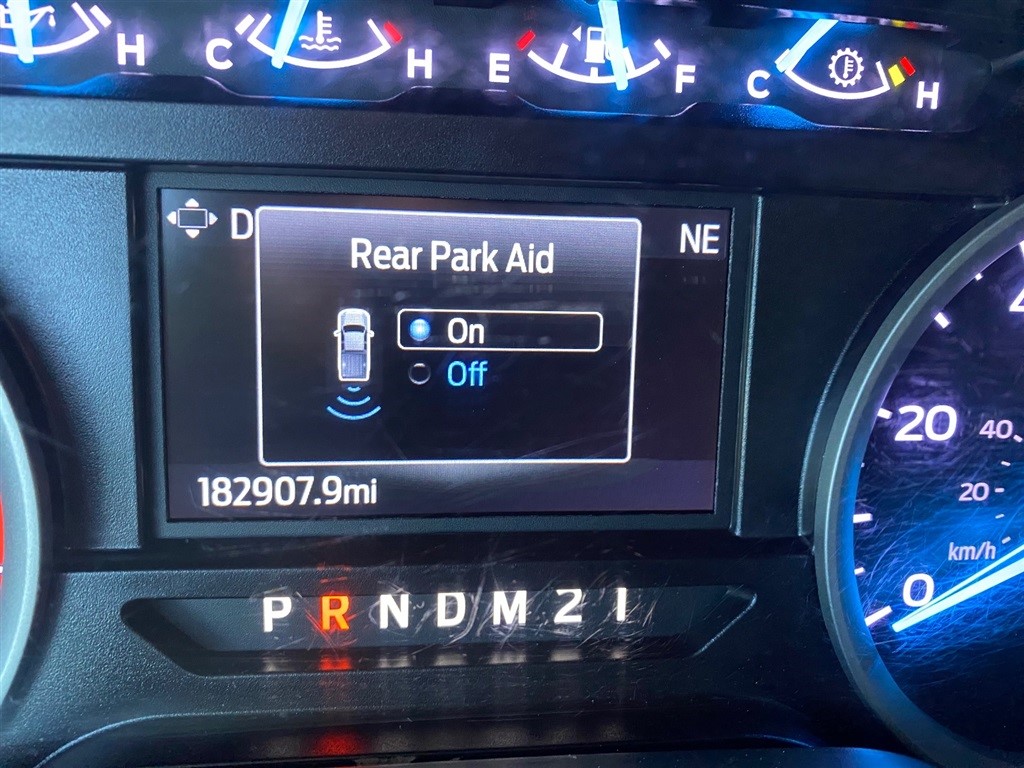 H
C H
E F
C H
D
NE
Rear Park Aid
On
Off
182907.9mi
P R N D M 2 1
20
40
20
km/h
0